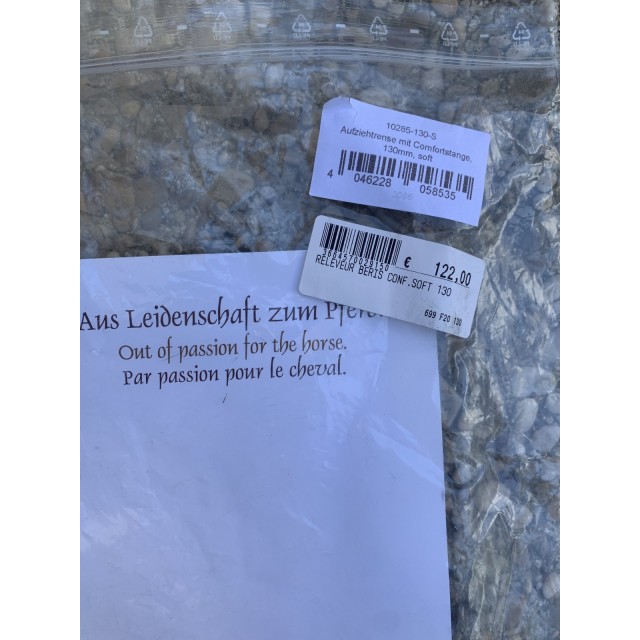 10285-130-S
Aufziehtrense mit Comfortstange,
130mm, soft
4 046228 058535
RELEVEUR BERIS CONF.SOFT 130
€ 122,00
699 F20 130
Aus Leidenschaft zum
Out of passion for the horse.
Par passion pour le cheval.